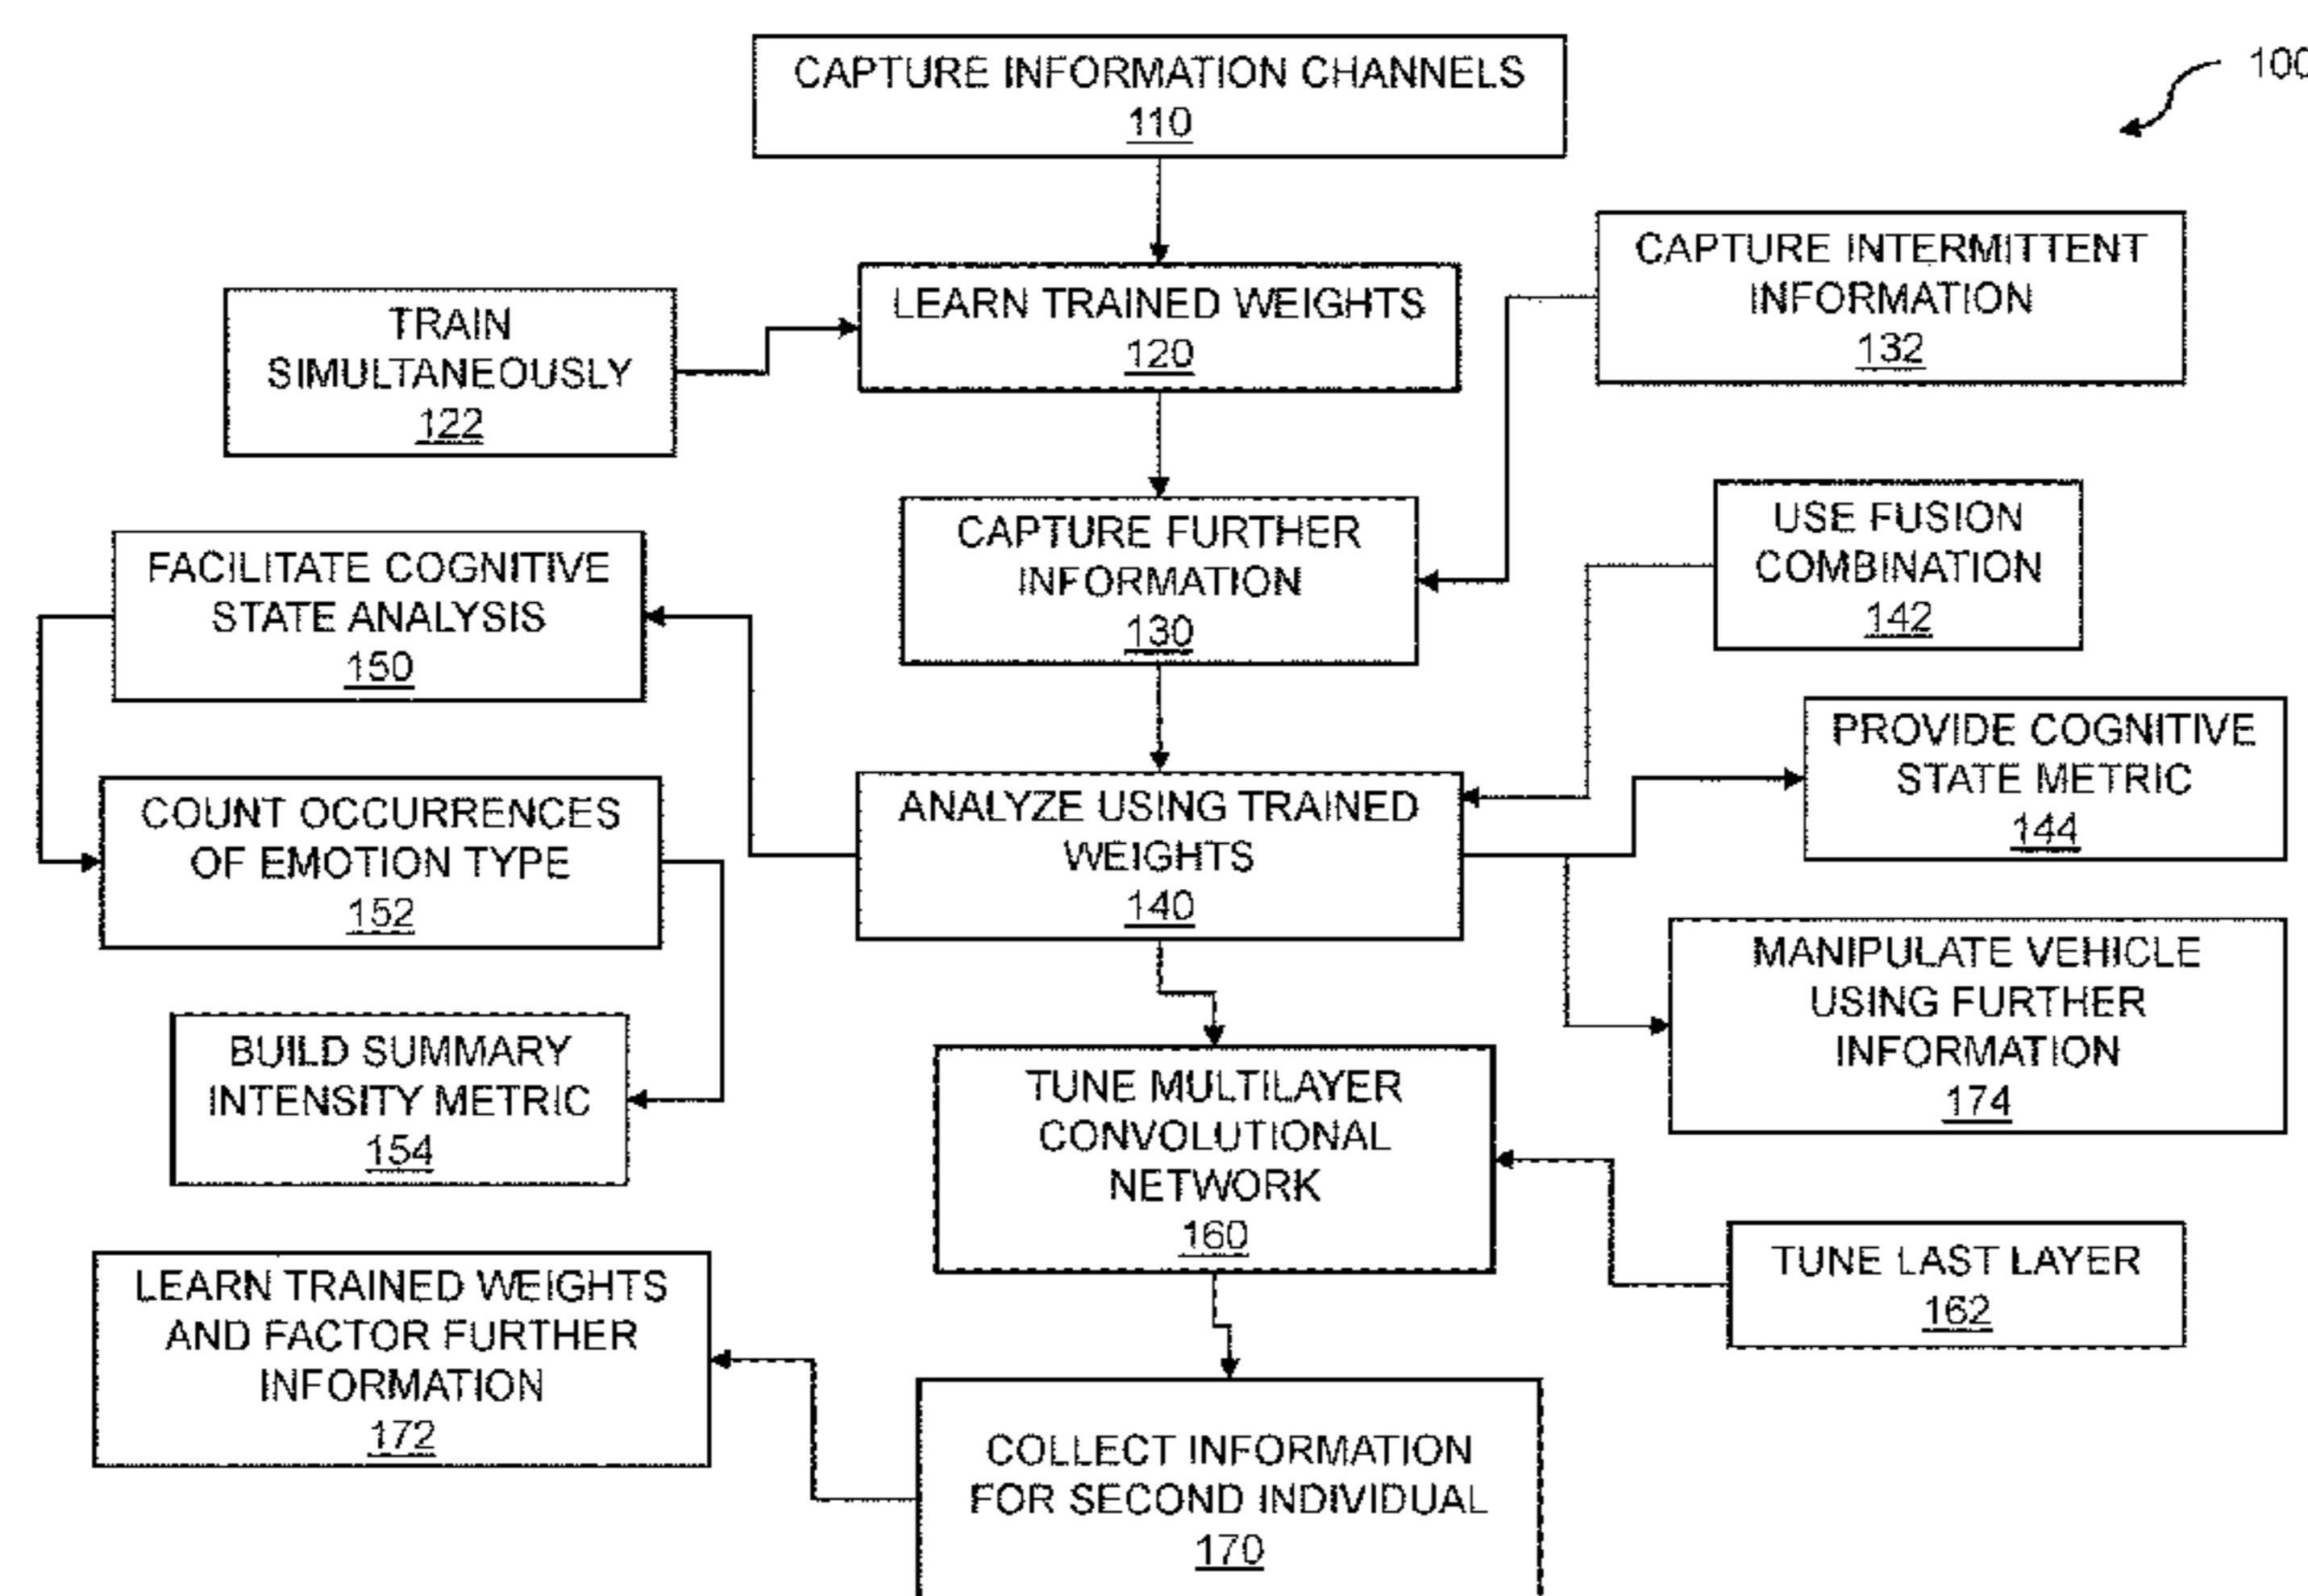 100
CAPTURE INFORMATION CHANNELS
110
CAPTURE INTERMITTENT
INFORMATION
132
LEARN TRAINED WEIGHTS
120
TRAIN
SIMULTANEOUSLY
122
CAPTURE FURTHER
INFORMATION
130
USE FUSION
COMBINATION
142
FACILITATE COGNITIVE
STATE ANALYSIS
150
PROVIDE COGNITIVE
STATE METRIC
144
COUNT OCCURRENCES
OF EMOTION TYPE
152
ANALYZE USING TRAINED
WEIGHTS
140
MANIPULATE VEHICLE
USING FURTHER
INFORMATION
174
BUILD SUMMARY
INTENSITY METRIC
154
TUNE MULTILAYER
CONVOLUTIONAL
NETWORK
160
TUNE LAST LAYER
162
LEARN TRAINED WEIGHTS
AND FACTOR FURTHER
INFORMATION
172
COLLECT INFORMATION
FOR SECOND INDIVIDUAL
170